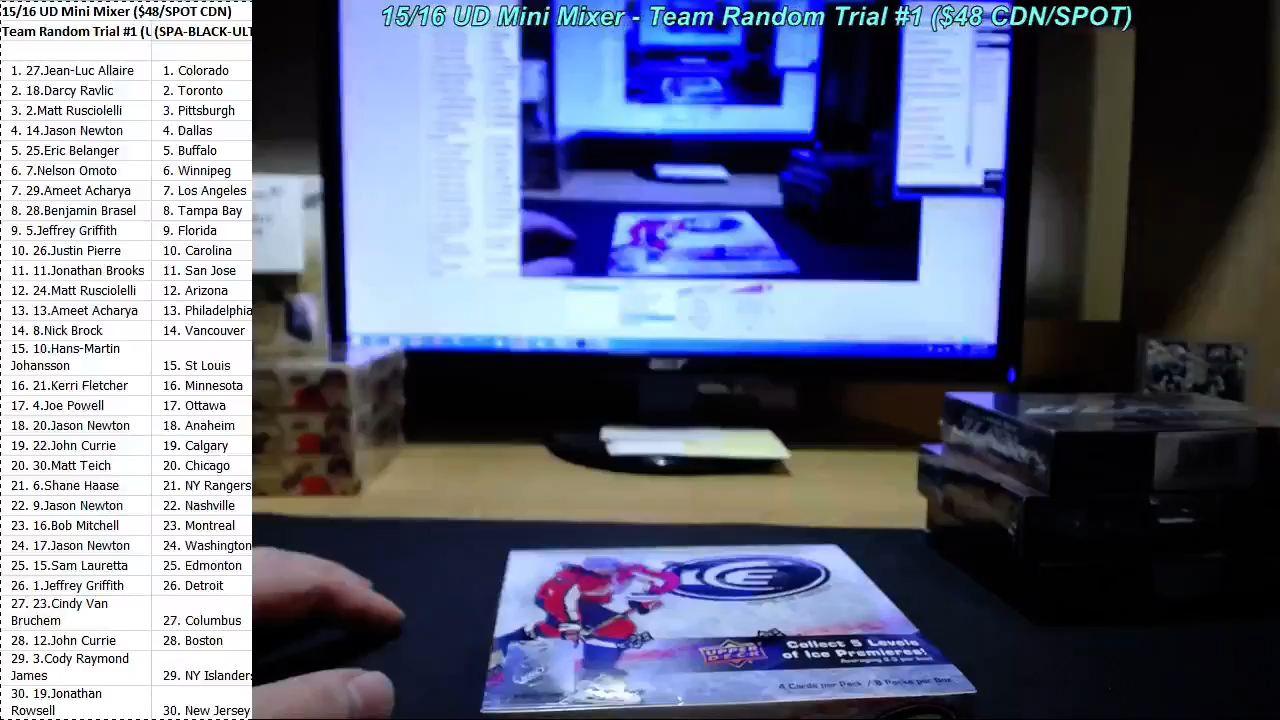 15/16 UD Mini Mixer ($48/SPOT CDN)
Team Random Trial #1 (U (SPA-BLACK-ULT
1. 27.Jean-Luc Allaire 1. Colorado
2. 18.Darcy Ravlic 2. Toronto
3. 2.Matt Rusciolelli 3. Pittsburgh
4. 14.Jason Newton 4. Dallas
5. 25.Eric Belanger 5. Buffalo
6. 7.Nelson Omoto 6. Winnipeg
7. 29.Ameet Acharya 7. Los Angeles
8. 28.Benjamin Brasel 8. Tampa Bay
9. 5.Jeffrey Griffith 9. Florida
10. 26.Justin Pierre 10. Carolina
11. 11.Jonathan Brooks 11. San Jose
12. 24.Matt Rusciolelli 12. Arizona
13. 13.Ameet Acharya 13. Philadelphia
14. 8.Nick Brock 14. Vancouver
15. 10.Hans-Martin
Johansson 15. St Louis
16. 21.Kerri Fletcher 16. Minnesota
17. 4.Joe Powell 17. Ottawa
18. 20.Jason Newton 18. Anaheim
19. 22.John Currie 19. Calgary
20. 30.Matt Teich 20. Chicago
21. 6.Shane Haase 21. NY Rangers
22. 9.Jason Newton 22. Nashville
23. 16.Bob Mitchell 23. Montreal
24. 17.Jason Newton 24. Washington
25. 15.Sam Lauretta 25. Edmonton
26. 1.Jeffrey Griffith 26. Detroit
27. 23.Cindy Van
Bruchem 27. Columbus
28. 12.John Currie 28. Boston
29. 3.Cody Raymond
James 29. NY Islanders
30. 19.Jonathan
Rowsell 30. New Jersey
15/16 UD Mini Mixer - Team Random Trial #1 ($48 CDN/SPOT)
acer
ICE
UPPER DECK
Collect 5 Levels
of Ice Premieres!
4 Cards per Pack / 8 Packs per Box